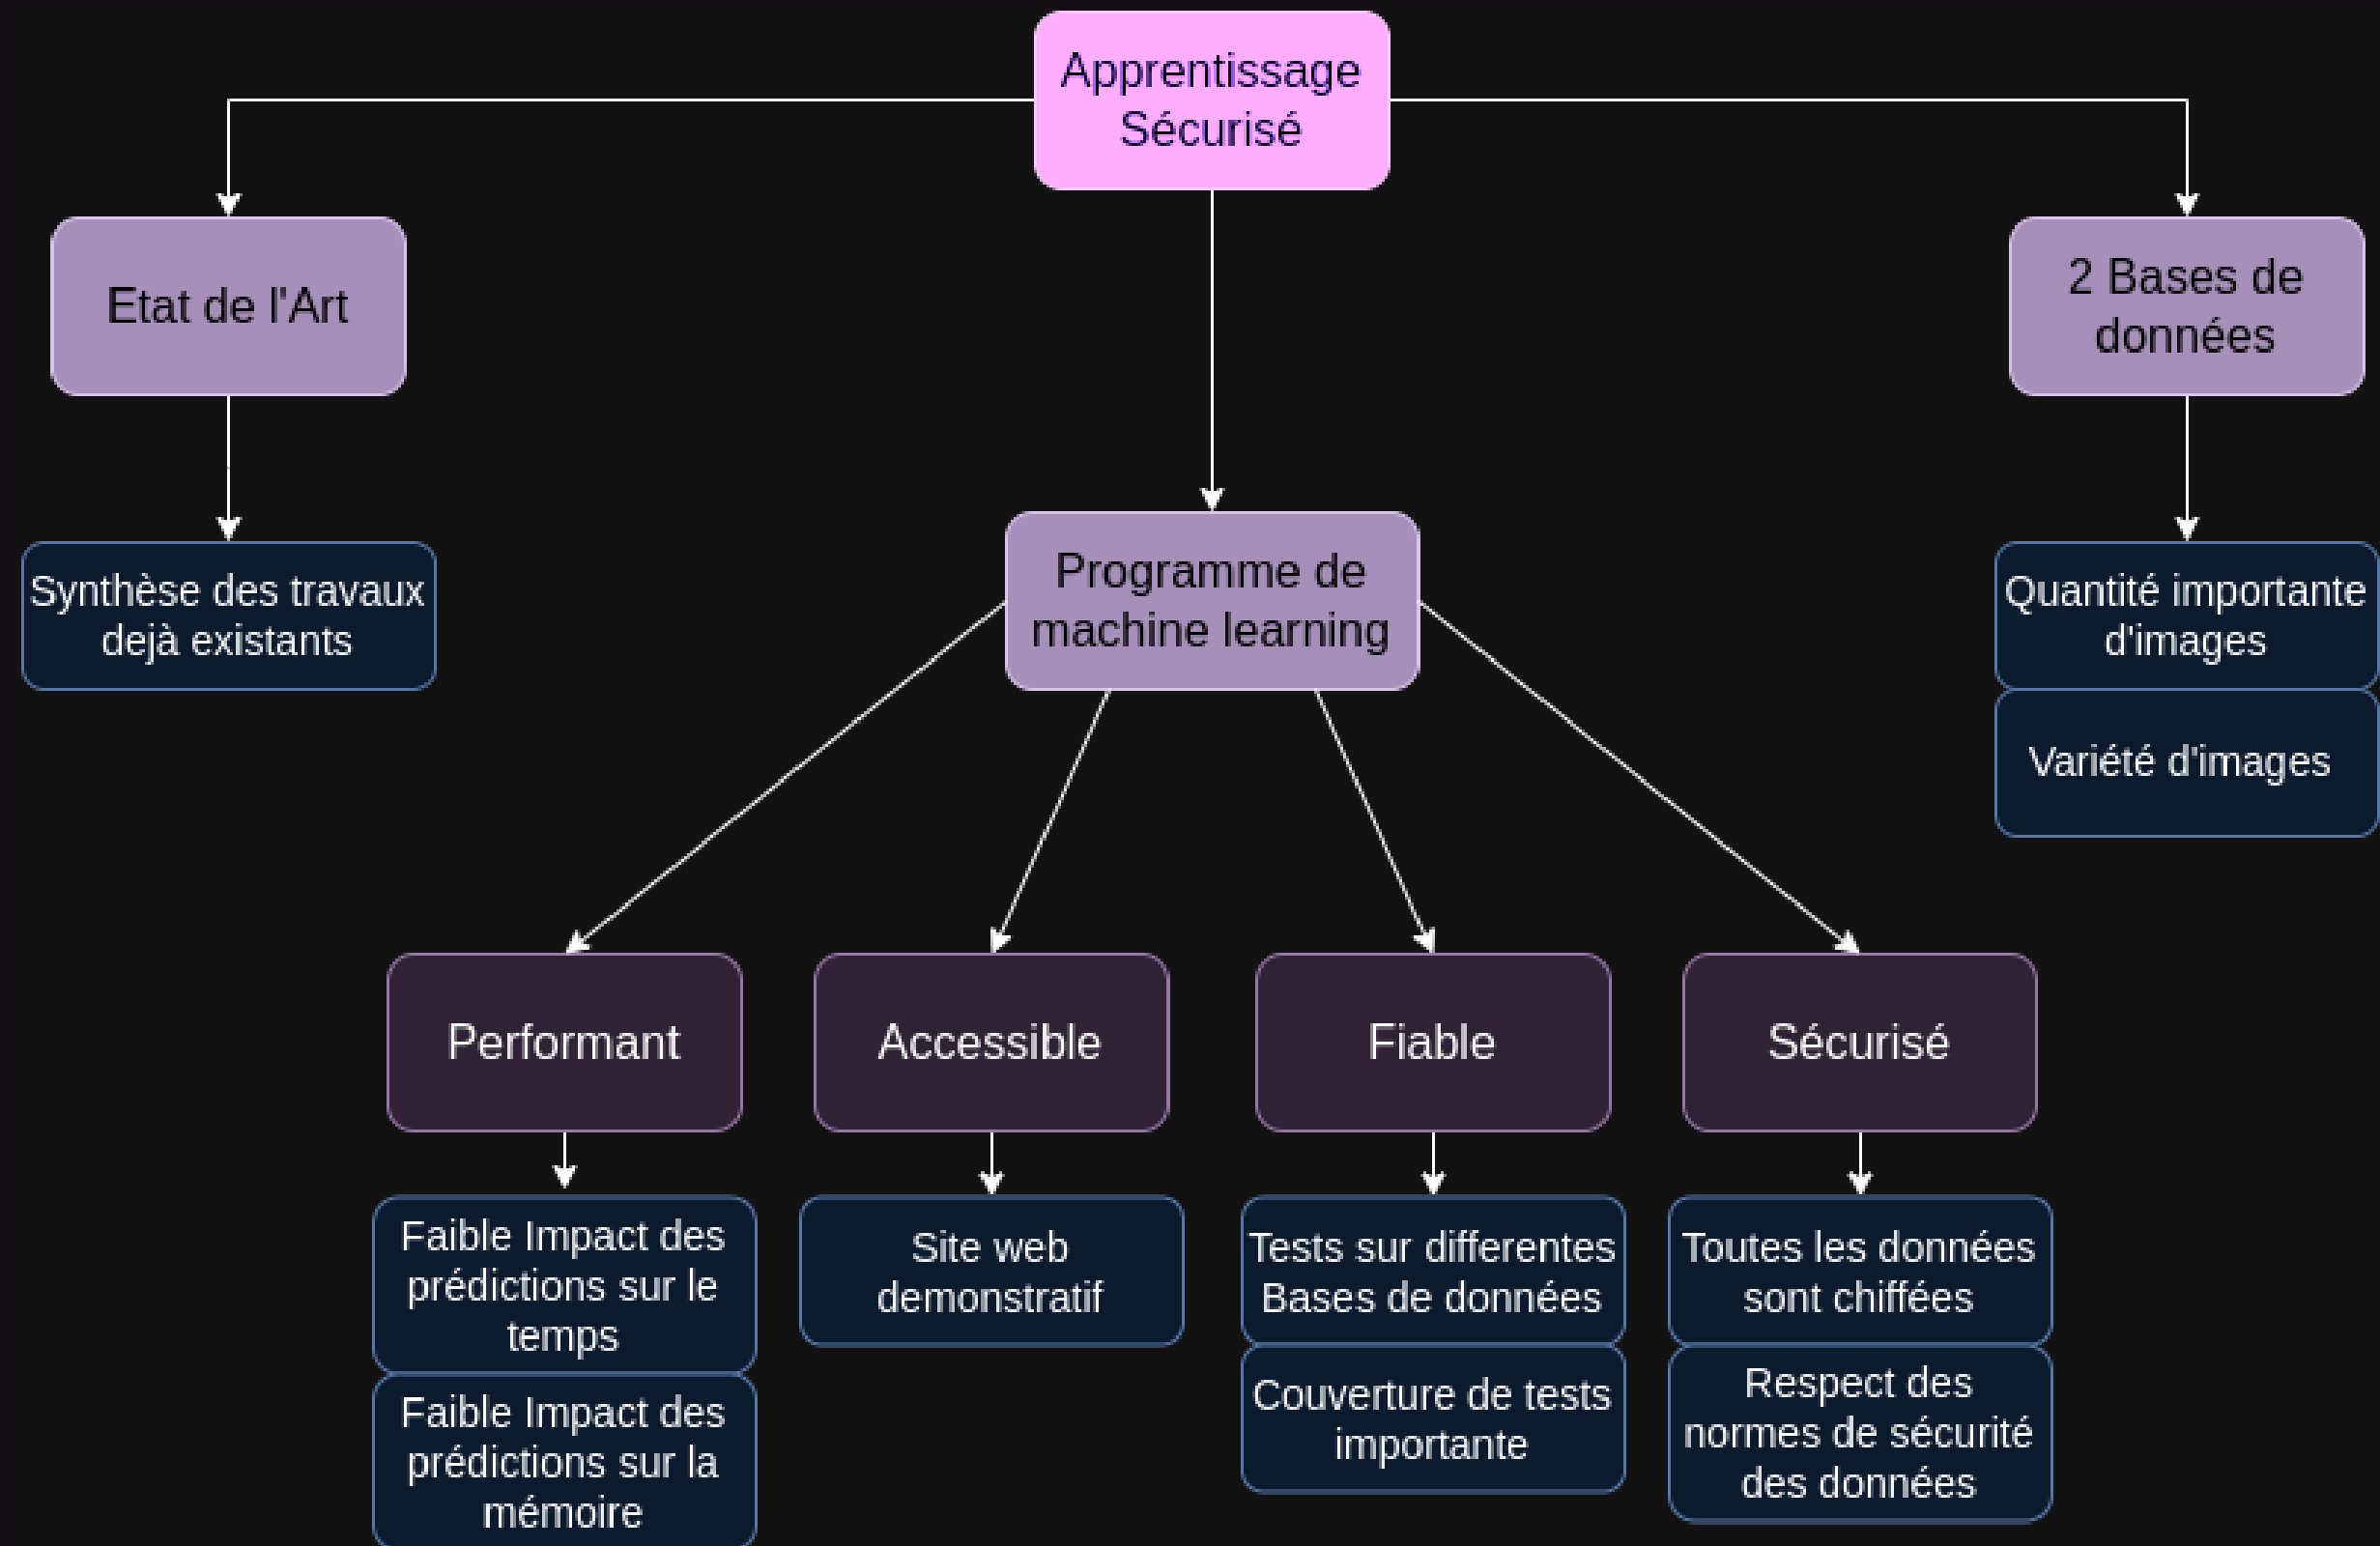 Apprentissage
Sécurisé
Etat de l'Art
2 Bases de
données
Synthèse des travaux
dejà existants
Programme de
machine learning
Quantité importante
d'images
Variété d'images
Performant
Accessible
Fiable
Sécurisé
Faible Impact des
prédictions sur le
temps
Faible Impact des
prédictions sur la
mémoire
Site web
demonstratif
Tests sur differentes
Bases de données
Couverture de tests
importante
Toutes les données
sont chiffées
Respect des
normes de sécurité
des données